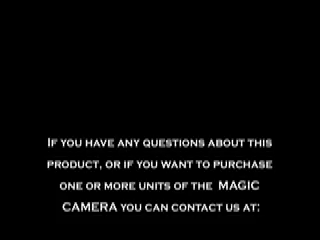 If you have any questions about this
product, or if you want to purchase
one or more units of the MAGIC
CAMERA you can contact us at: